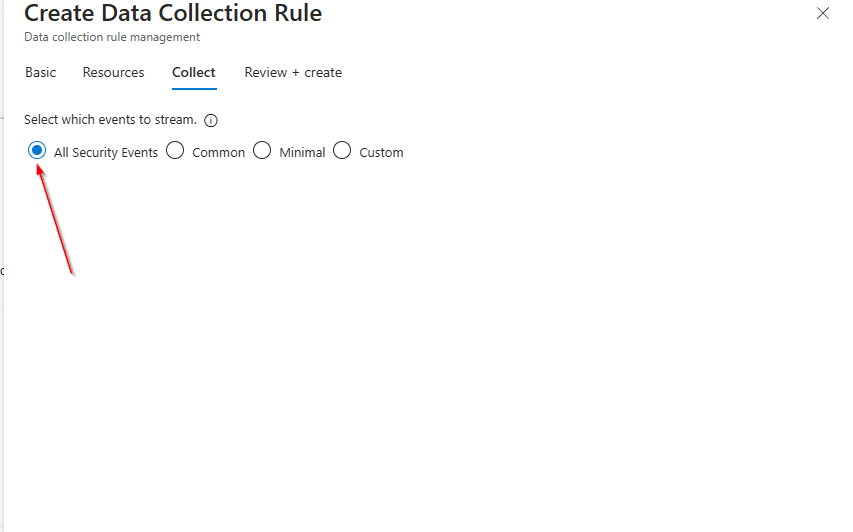 Create Data Collection Rule
Data collection rule management
Basic Resources Collect Review + create
Select which events to stream.
All Security Events Common Minimal Custom